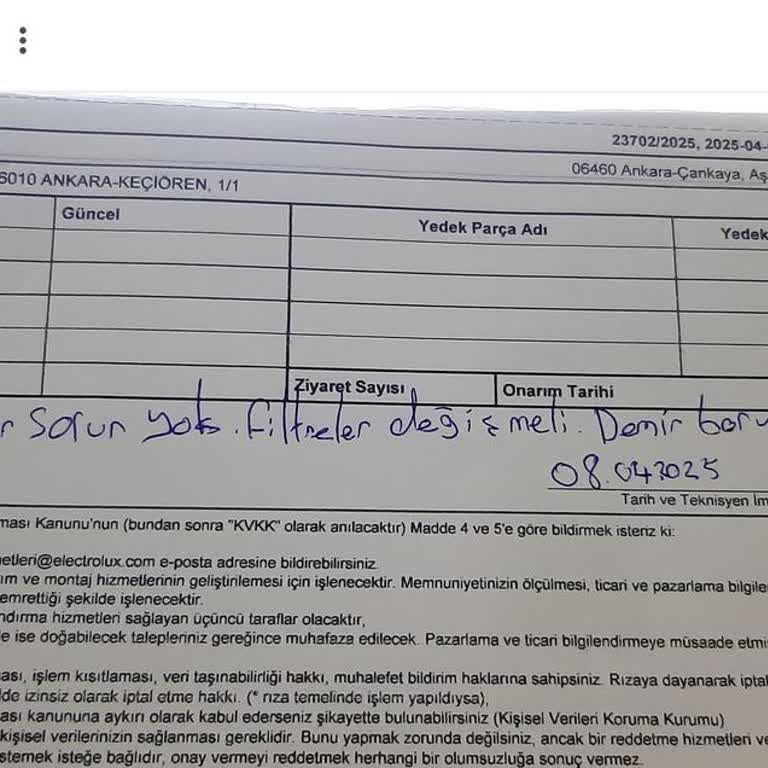 23702/2025, 2025-04-
06460 Ankara-Çankaya, Aş
6010 ANKARA-KEÇİÖREN, 1/1
Güncel
Yedek Parça Adı
Yedek
Ziyaret Sayısı
Onarım Tarihi
r Sorun yok. Filtreler değişmeli. Demir boru
08.042025
Tarih ve Teknisyen İm
ması Kanunu'nun (bundan sonra "KVKK" olarak anılacaktır) Madde 4 ve 5'e göre bildirmek isteriz ki:
etleri@electrolux.com e-posta adresine bildirebilirsiniz.
ım ve montaj hizmetlerinin geliştirilemesi için işlenecektir. Memnuniyetinizin ölçülmesi, ticari ve pazarlama bilgile
emrettiği şekilde işlenecektir.
ndırma hizmetleri sağlayan üçüncü taraflar olacaktır,
le ise doğabilecek talepleriniz gereğince muhafaza edilecek. Pazarlama ve ticari bilgilendirmeye müsaade etmi
ası, işlem kısıtlaması, veri taşınabilirliği hakkı, muhalefet bildirim haklarına sahipsiniz. Rızaya dayanarak iptal
lde izinsiz olarak iptal etme hakkı. (* rıza temelinde işlem yapıldıysa),
ası kanununa aykırı olarak kabul ederseniz şikayette bulunabilirsiniz (Kişisel Verileri Koruma Kurumu)
kişisel verilerinizin sağlanması gereklidir. Bunu yapmak zorunda değilsiniz, ancak bir reddetme hizmetleri ve
stemek isteğe bağlıdır, onay vermeyi reddetmek herhangi bir olumsuzluğa sonuç vermez.